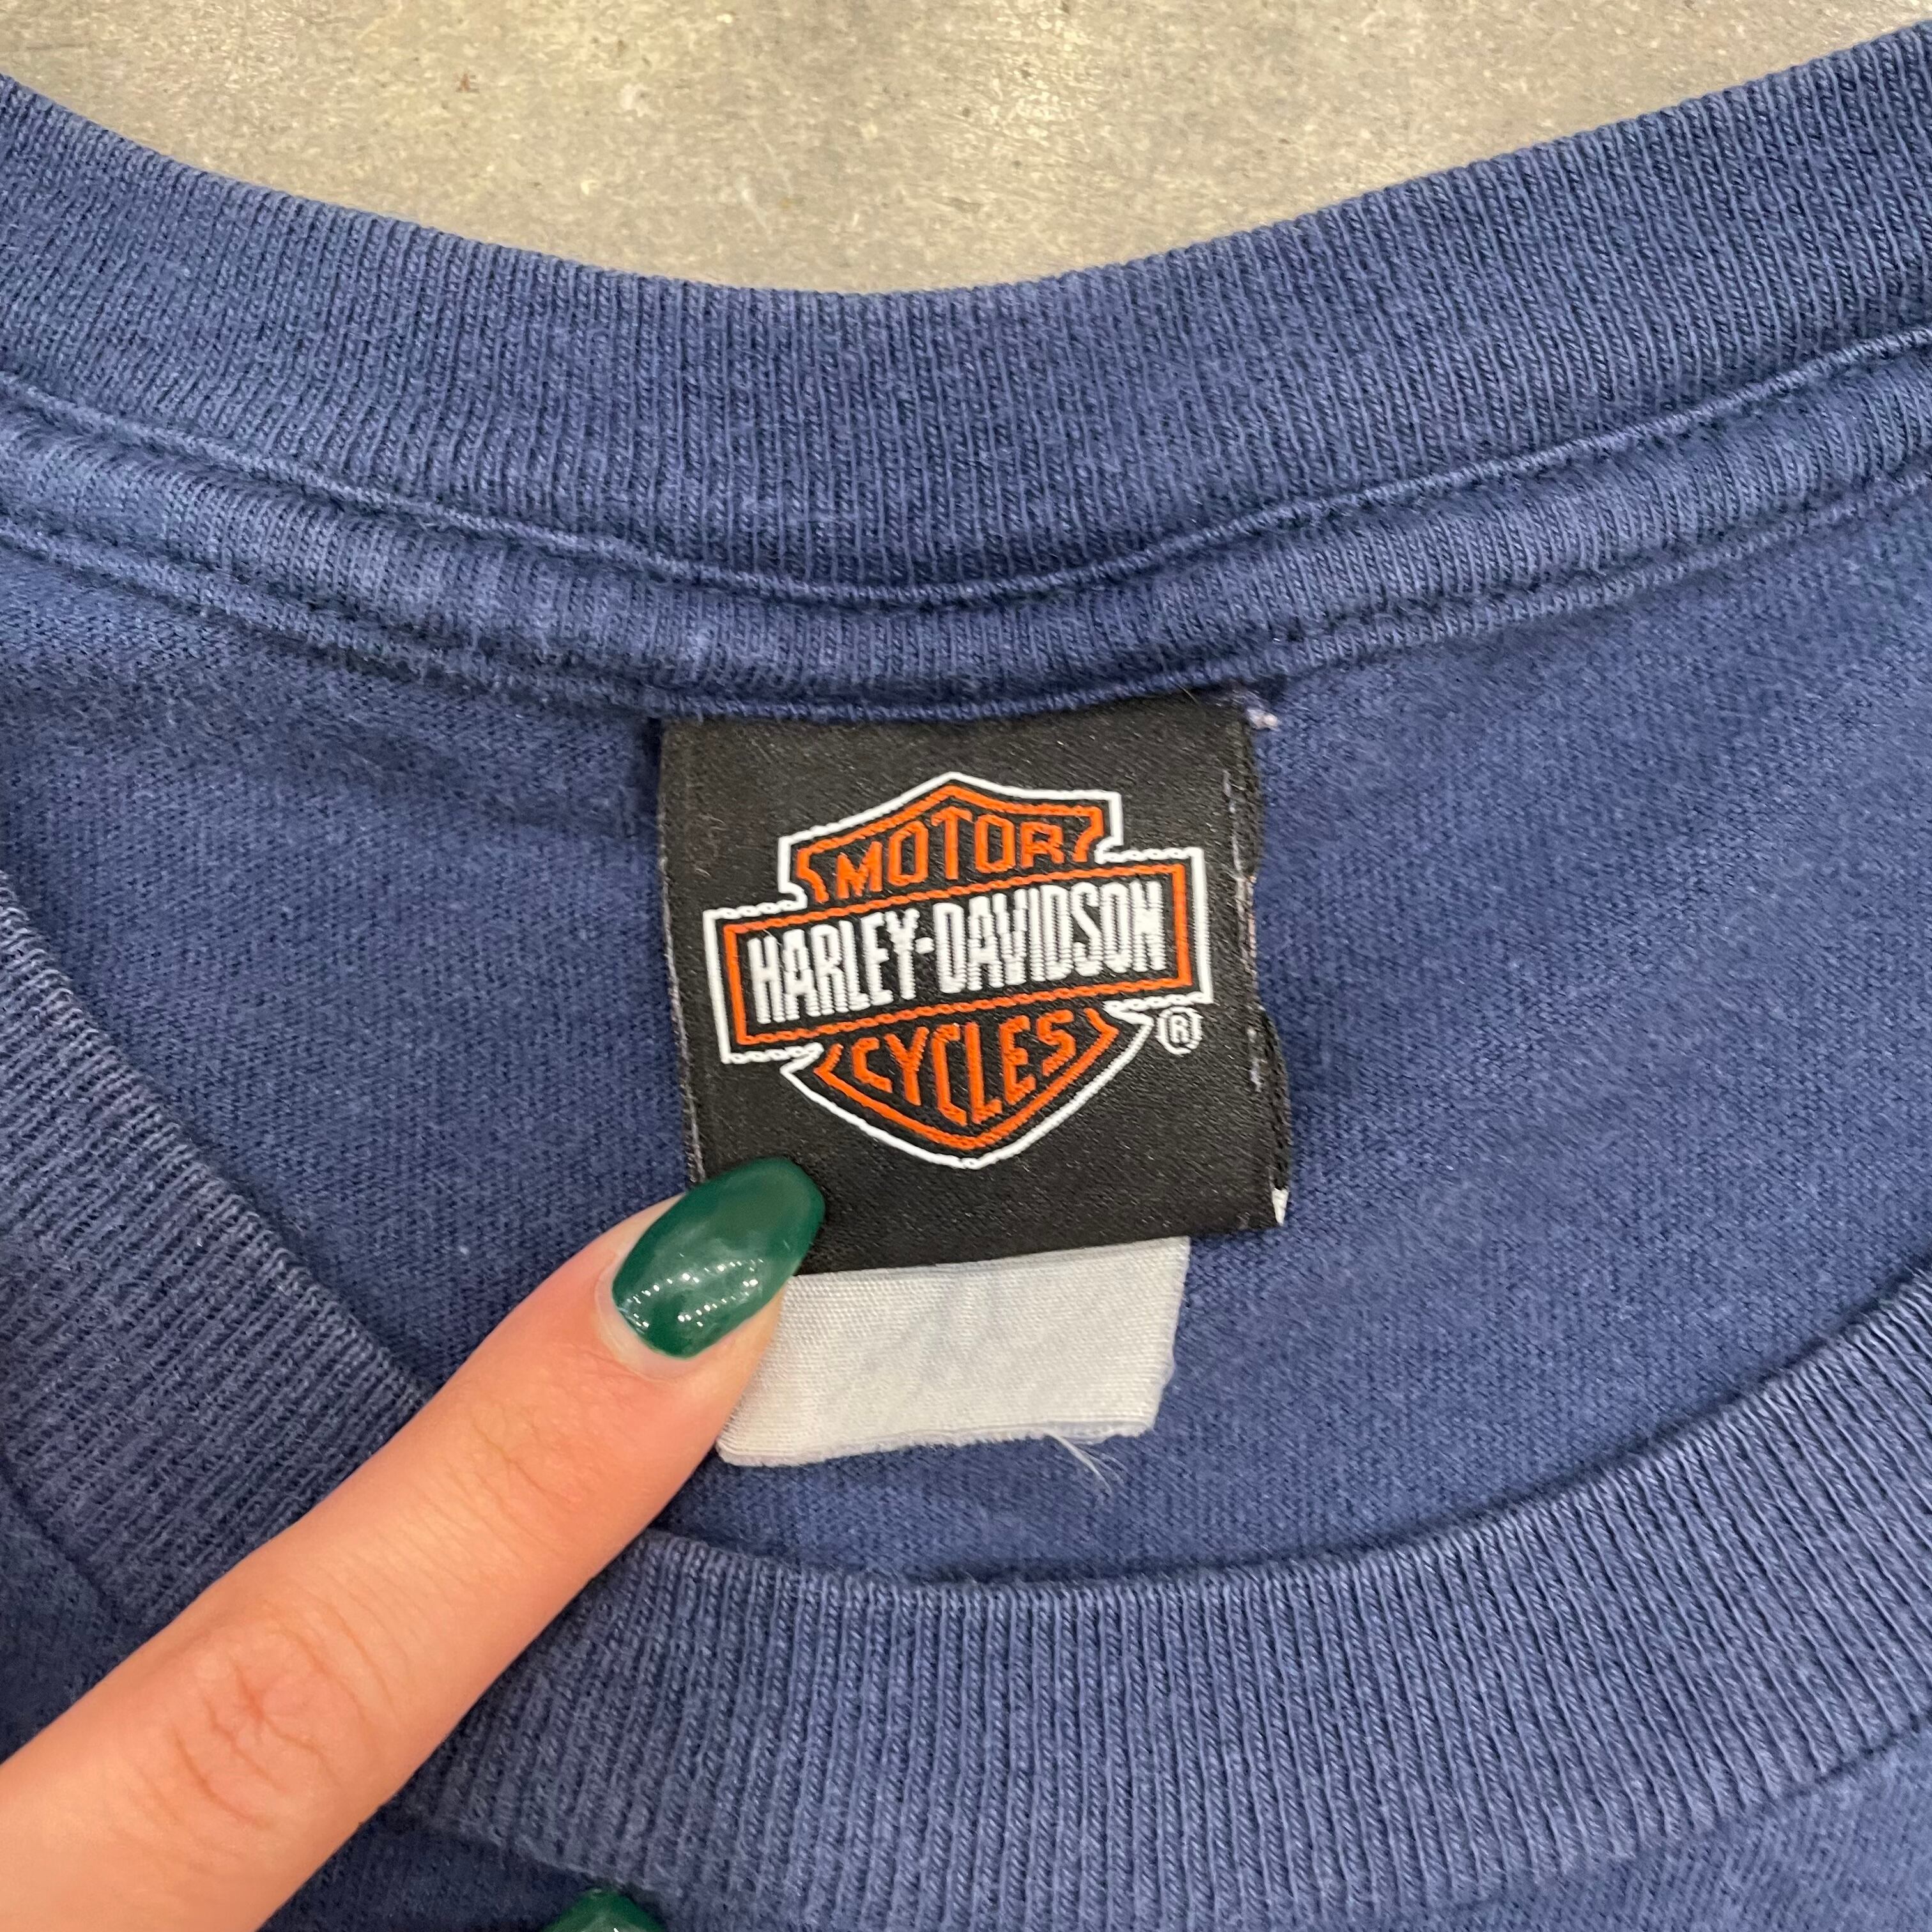 MOTOR
HARLEY-DAVIDSON
CYCLES
®